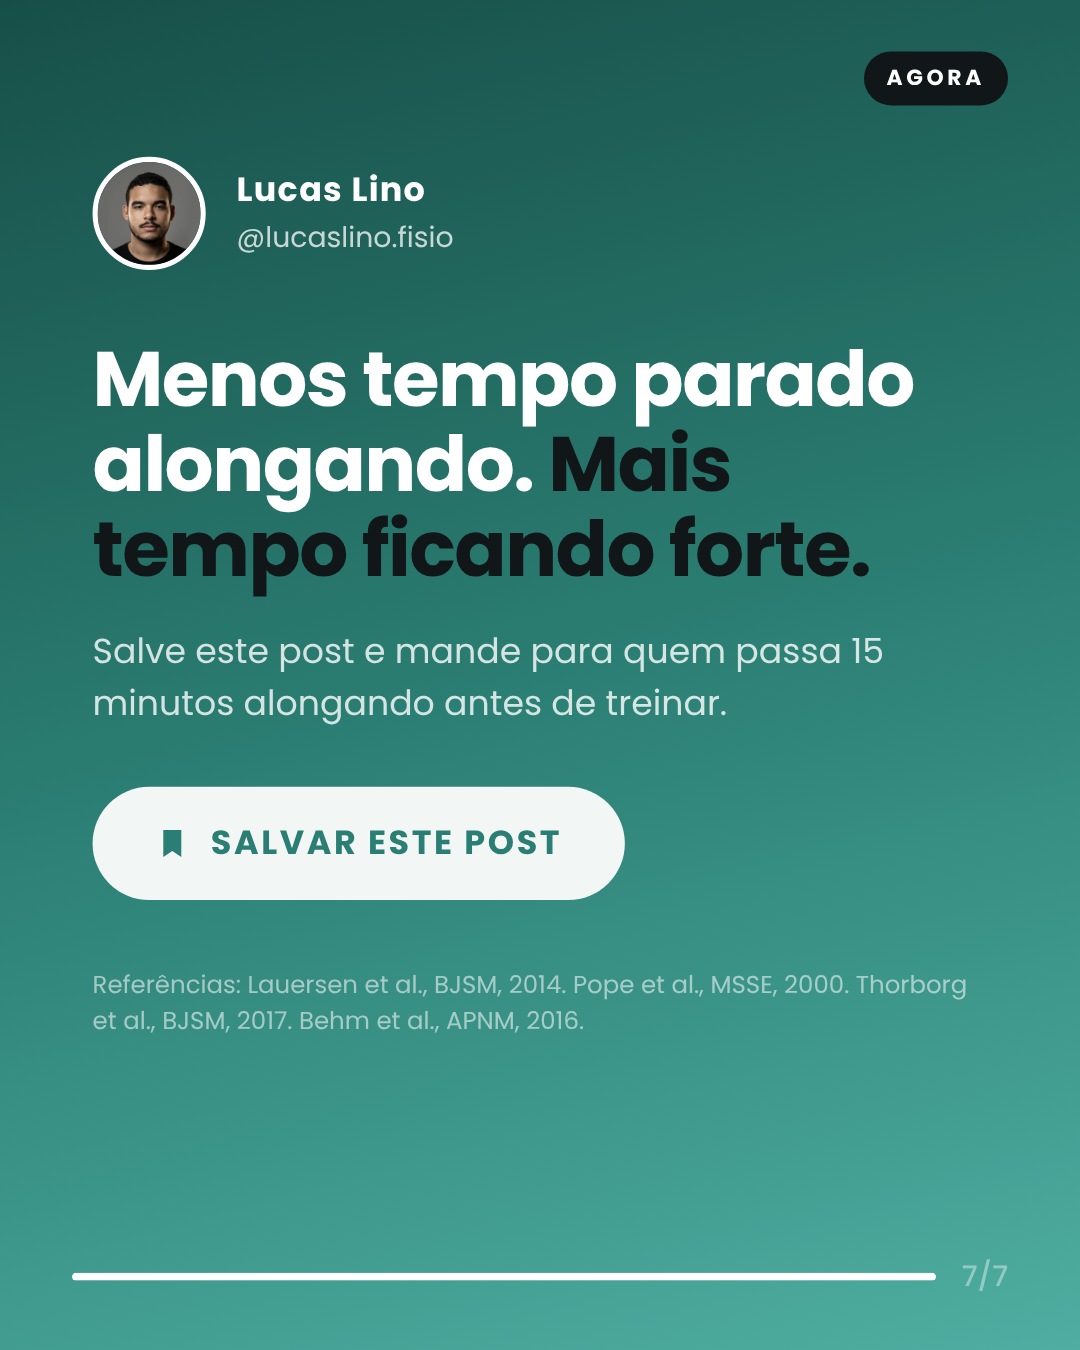 AGORA
Lucas Lino
@lucaslino.fisio
Menos tempo parado
alongando. Mais
tempo ficando forte.
Salve este post e mande para quem passa 15
minutos alongando antes de treinar.
SALVAR ESTE POST
Referências: Lauersen et al., BJSM, 2014. Pope et al., MSSE, 2000. Thorborg
et al., BJSM, 2017. Behm et al., APNM, 2016.
7/7